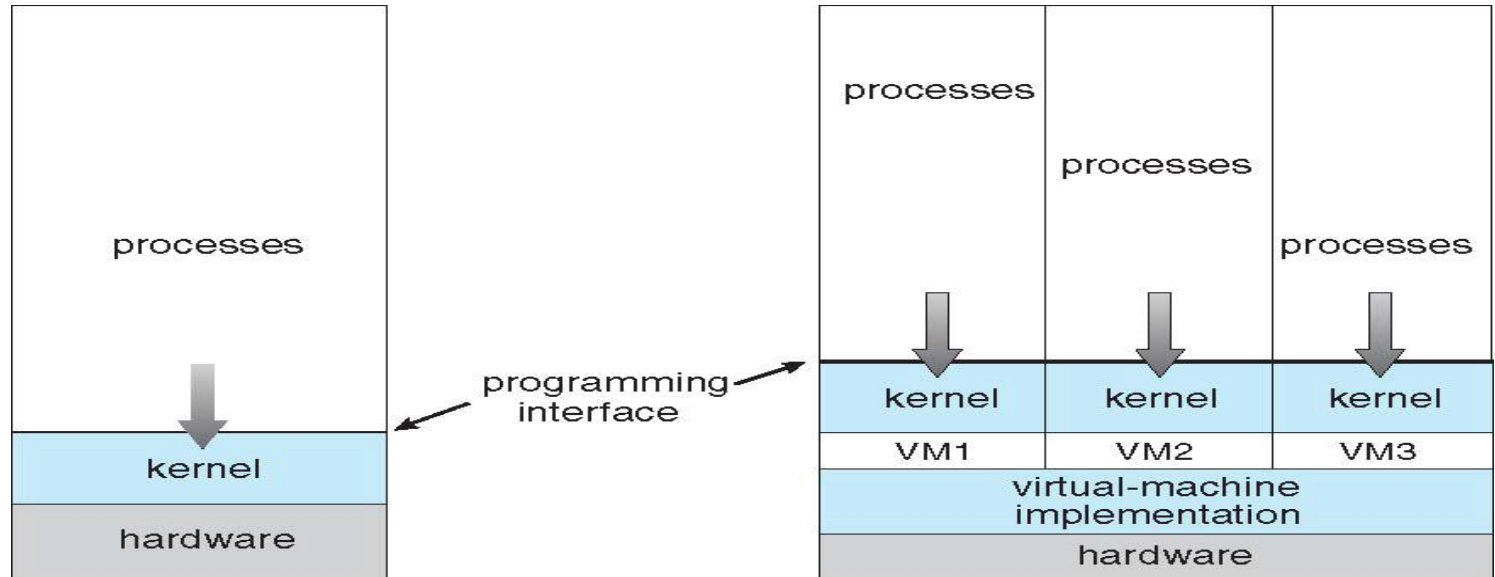 processes
kernel
hardware
programming
interface
processes
processes
processes
kernel
kernel
kernel
VM1
VM2
VM3
virtual-machine
implementation
hardware